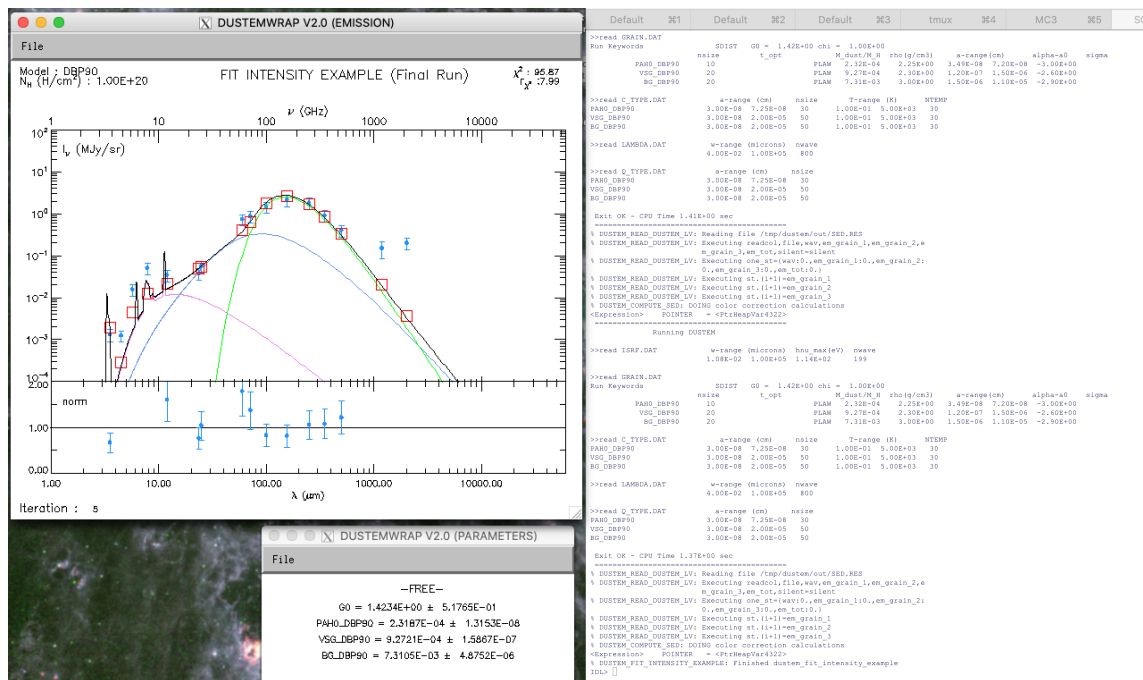 DUSTEMWRAP V2.0 (EMISSION)
File
Model : DBP90
N_H (H/cm²) : 1.00E+20
FIT INTENSITY EXAMPLE (Final Run)
χ² : 95.87
r_χ² :7.99
ν (GHz)
1 10 100 1000 10000
I_ν (MJy/sr)
10²
10¹
10⁰
10⁻¹
10⁻²
10⁻³
10⁻⁴
2.00
norm
1.00
0.00
1.00 10.00 100.00 1000.00 10000.00
λ (μm)
Iteration : 5
DUSTEMWRAP V2.0 (PARAMETERS)
File
—FREE—
G0 = 1.4234E+00 ± 5.1765E-01
PAH0_DBP90 = 2.3187E-04 ± 1.3153E-08
VSG_DBP90 = 9.2721E-04 ± 1.5867E-07
BG_DBP90 = 7.3105E-03 ± 4.8752E-06
Default ⌘1 Default ⌘2 Default ⌘3 tmux ⌘4 MC3 ⌘5
>>read GRAIN.DAT
Run Keywords SDIST G0 = 1.42E+00 chi = 1.00E+00
nsize t_opt M_dust/M_H rho(g/cm3) a-range(cm) alpha-a0 sigma
PAH0_DBP90 10 PLAW 2.32E-04 2.25E+00 3.49E-08 7.20E-08 -3.00E+00
VSG_DBP90 20 PLAW 9.27E-04 2.30E+00 1.20E-07 1.50E-06 -2.60E+00
BG_DBP90 20 PLAW 7.31E-03 3.00E+00 1.50E-06 1.10E-05 -2.90E+00
>>read C_TYPE.DAT a-range (cm) nsize T-range (K) NTEMP
PAH0_DBP90 3.00E-08 7.25E-08 30 1.00E-01 5.00E+03 30
VSG_DBP90 3.00E-08 2.00E-05 50 1.00E-01 5.00E+03 30
BG_DBP90 3.00E-08 2.00E-05 50 1.00E-01 5.00E+03 30
>>read LAMBDA.DAT w-range (microns) nwave
4.00E-02 1.00E+05 800
>>read Q_TYPE.DAT a-range (cm) nsize
PAH0_DBP90 3.00E-08 7.25E-08 30
VSG_DBP90 3.00E-08 2.00E-05 50
BG_DBP90 3.00E-08 2.00E-05 50
Exit OK - CPU Time 1.41E+00 sec
==========================================
% DUSTEM_READ_DUSTEM_LV: Reading file /tmp/dustem/out/SED.RES
% DUSTEM_READ_DUSTEM_LV: Executing readcol,file,wav,em_grain_1,em_grain_2,e
m_grain_3,em_tot,silent=silent
% DUSTEM_READ_DUSTEM_LV: Executing one_st={wav:0.,em_grain_1:0.,em_grain_2:
0.,em_grain_3:0.,em_tot:0.}
% DUSTEM_READ_DUSTEM_LV: Executing st.(i+1)=em_grain_1
% DUSTEM_READ_DUSTEM_LV: Executing st.(i+1)=em_grain_2
% DUSTEM_READ_DUSTEM_LV: Executing st.(i+1)=em_grain_3
% DUSTEM_COMPUTE_SED: DOING color correction calculations
<Expression> POINTER = <PtrHeapVar4322>
==========================================
Running DUSTEM
>>read ISRF.DAT w-range (microns) hnu_max(eV) nwave
1.08E-02 1.00E+05 1.14E+02 199
>>read GRAIN.DAT
Run Keywords SDIST G0 = 1.42E+00 chi = 1.00E+00
nsize t_opt M_dust/M_H rho(g/cm3) a-range(cm) alpha-a0 sigma
PAH0_DBP90 10 PLAW 2.32E-04 2.25E+00 3.49E-08 7.20E-08 -3.00E+00
VSG_DBP90 20 PLAW 9.27E-04 2.30E+00 1.20E-07 1.50E-06 -2.60E+00
BG_DBP90 20 PLAW 7.31E-03 3.00E+00 1.50E-06 1.10E-05 -2.90E+00
>>read C_TYPE.DAT a-range (cm) nsize T-range (K) NTEMP
PAH0_DBP90 3.00E-08 7.25E-08 30 1.00E-01 5.00E+03 30
VSG_DBP90 3.00E-08 2.00E-05 50 1.00E-01 5.00E+03 30
BG_DBP90 3.00E-08 2.00E-05 50 1.00E-01 5.00E+03 30
>>read LAMBDA.DAT w-range (microns) nwave
4.00E-02 1.00E+05 800
>>read Q_TYPE.DAT a-range (cm) nsize
PAH0_DBP90 3.00E-08 7.25E-08 30
VSG_DBP90 3.00E-08 2.00E-05 50
BG_DBP90 3.00E-08 2.00E-05 50
Exit OK - CPU Time 1.37E+00 sec
==========================================
% DUSTEM_READ_DUSTEM_LV: Reading file /tmp/dustem/out/SED.RES
% DUSTEM_READ_DUSTEM_LV: Executing readcol,file,wav,em_grain_1,em_grain_2,e
m_grain_3,em_tot,silent=silent
% DUSTEM_READ_DUSTEM_LV: Executing one_st={wav:0.,em_grain_1:0.,em_grain_2:
0.,em_grain_3:0.,em_tot:0.}
% DUSTEM_READ_DUSTEM_LV: Executing st.(i+1)=em_grain_1
% DUSTEM_READ_DUSTEM_LV: Executing st.(i+1)=em_grain_2
% DUSTEM_READ_DUSTEM_LV: Executing st.(i+1)=em_grain_3
% DUSTEM_COMPUTE_SED: DOING color correction calculations
<Expression> POINTER = <PtrHeapVar4322>
% DUSTEM_FIT_INTENSITY_EXAMPLE: Finished dustem_fit_intensity_example
IDL>